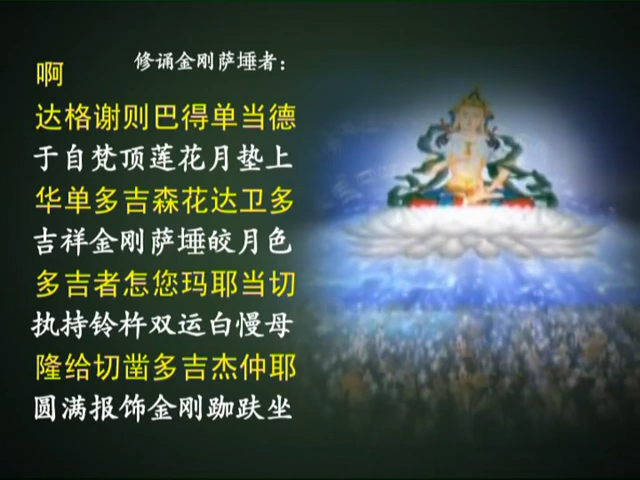 修诵金刚萨埵者：
啊
达格谢则巴得单当德
于自梵顶莲花月垫上
华单多吉森花达卫多
吉祥金刚萨埵皎月色
多吉者怎您玛耶当切
执持铃杵双运白慢母
隆给切凿多吉杰仲耶
圆满报饰金刚跏趺坐